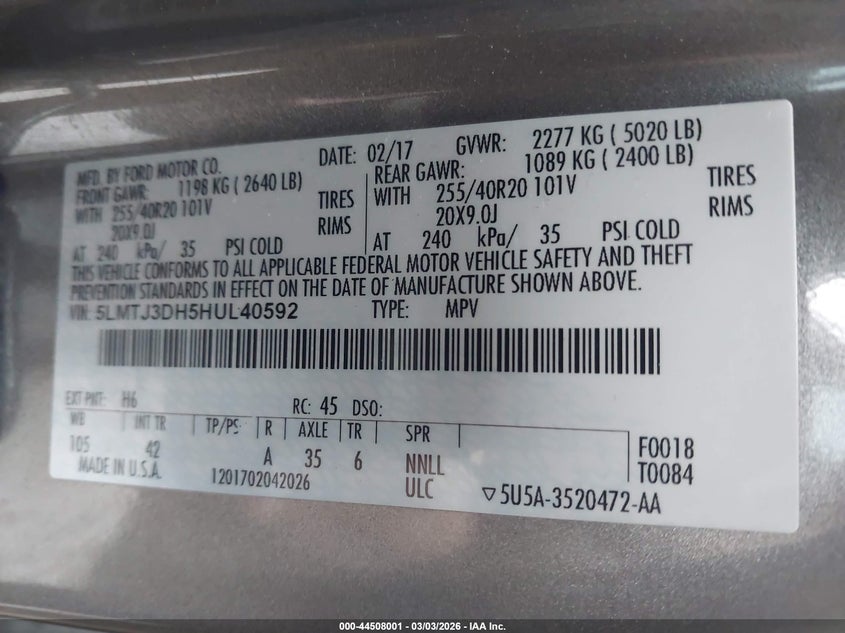 MFD. BY FORD MOTOR CO. DATE: 02/17 GVWR: 2277 KG ( 5020 LB)
FRONT GAWR: 1198 KG ( 2640 LB) REAR GAWR: 1089 KG ( 2400 LB)
WITH 255/40R20 101V TIRES WITH 255/40R20 101V TIRES
20X9.0J RIMS 20X9.0J RIMS
AT 240 kPa/ 35 PSI COLD AT 240 kPa/ 35 PSI COLD
THIS VEHICLE CONFORMS TO ALL APPLICABLE FEDERAL MOTOR VEHICLE SAFETY AND THEFT
PREVENTION STANDARDS IN EFFECT ON THE DATE OF MANUFACTURE SHOWN ABOVE.
VIN: 5LMTJ3DH5HUL40592 TYPE: MPV
EXT PNT: H6 RC: 45 DSO:
WB INT TR TP/PS R AXLE TR SPR F0018
105 42 A 35 6 NNLL T0084
MADE IN U.S.A. 1201702042026 ULC ▽5U5A-3520472-AA
000-44508001 — 03/03/2026 — IAA Inc.